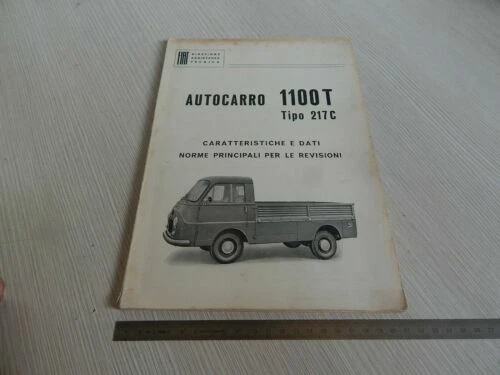 FIAT
DIREZIONE
ASSISTENZA
TECNICA
AUTOCARRO 1100T
Tipo 217C
CARATTERISTICHE E DATI
NORME PRINCIPALI PER LE REVISIONI